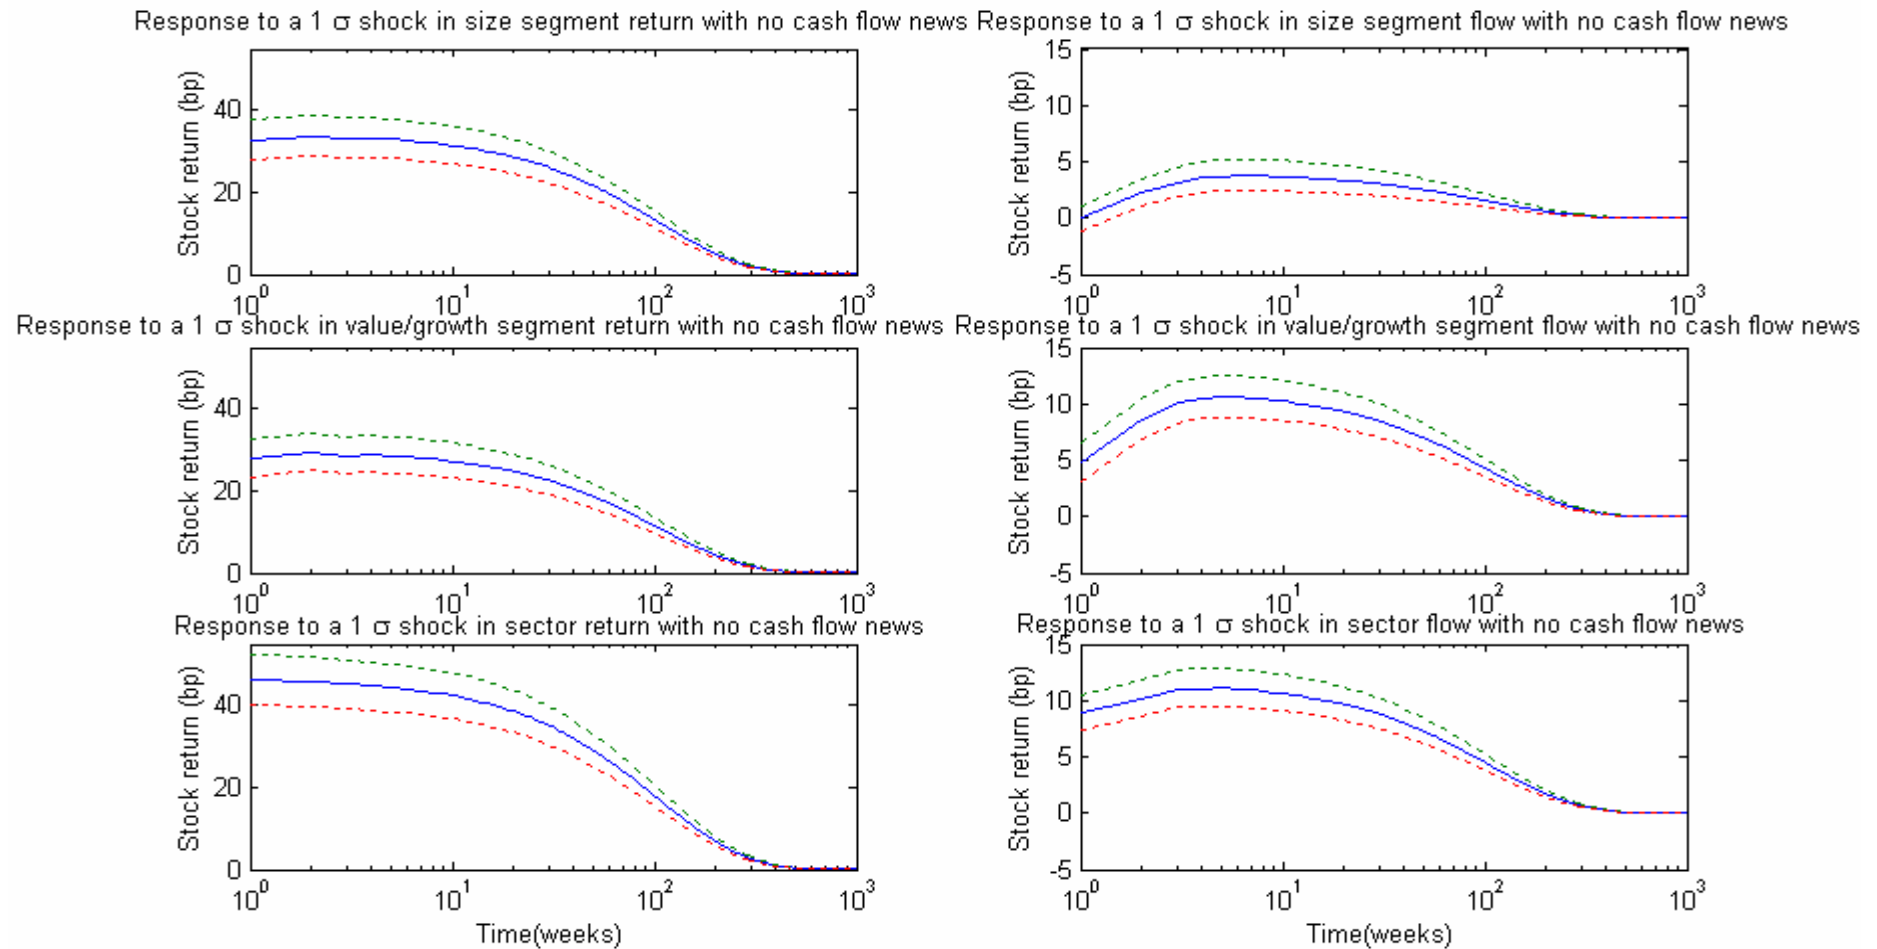 Response to a 1 σ shock in size segment return with no cash flow news
Stock return (bp)
40
20
0
10^0 10^1 10^2 10^3
Response to a 1 σ shock in size segment flow with no cash flow news
Stock return (bp)
15
10
5
0
-5
10^0 10^1 10^2 10^3
Response to a 1 σ shock in value/growth segment return with no cash flow news
Stock return (bp)
40
20
0
10^0 10^1 10^2 10^3
Response to a 1 σ shock in value/growth segment flow with no cash flow news
Stock return (bp)
15
10
5
0
-5
10^0 10^1 10^2 10^3
Response to a 1 σ shock in sector return with no cash flow news
Stock return (bp)
40
20
0
10^0 10^1 10^2 10^3
Time(weeks)
Response to a 1 σ shock in sector flow with no cash flow news
Stock return (bp)
15
10
5
0
-5
10^0 10^1 10^2 10^3
Time(weeks)